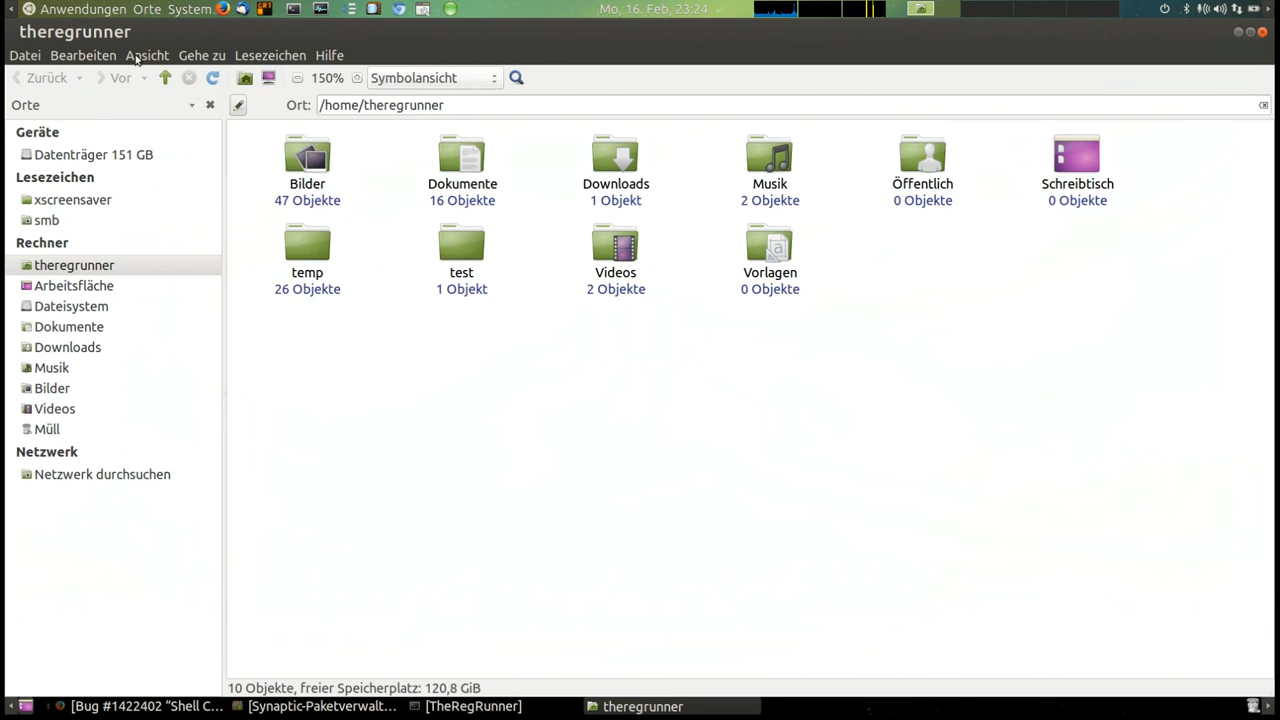 Anwendungen Orte System
Mo, 16. Feb, 23:24
theregrunner
Datei Bearbeiten Ansicht Gehe zu Lesezeichen Hilfe
Zurück Vor 150% Symbolansicht
Orte Ort: /home/theregrunner
Geräte
Datenträger 151 GB
Lesezeichen
xscreensaver
smb
Rechner
theregrunner
Arbeitsfläche
Dateisystem
Dokumente
Downloads
Musik
Bilder
Videos
Müll
Netzwerk
Netzwerk durchsuchen
Bilder Dokumente Downloads Musik Öffentlich Schreibtisch
47 Objekte 16 Objekte 1 Objekt 2 Objekte 0 Objekte 0 Objekte
temp test Videos Vorlagen
26 Objekte 1 Objekt 2 Objekte 0 Objekte
10 Objekte, freier Speicherplatz: 120,8 GiB
[Bug #1422402 "Shell C... [Synaptic-Paketverwalt... [TheRegRunner] theregrunner